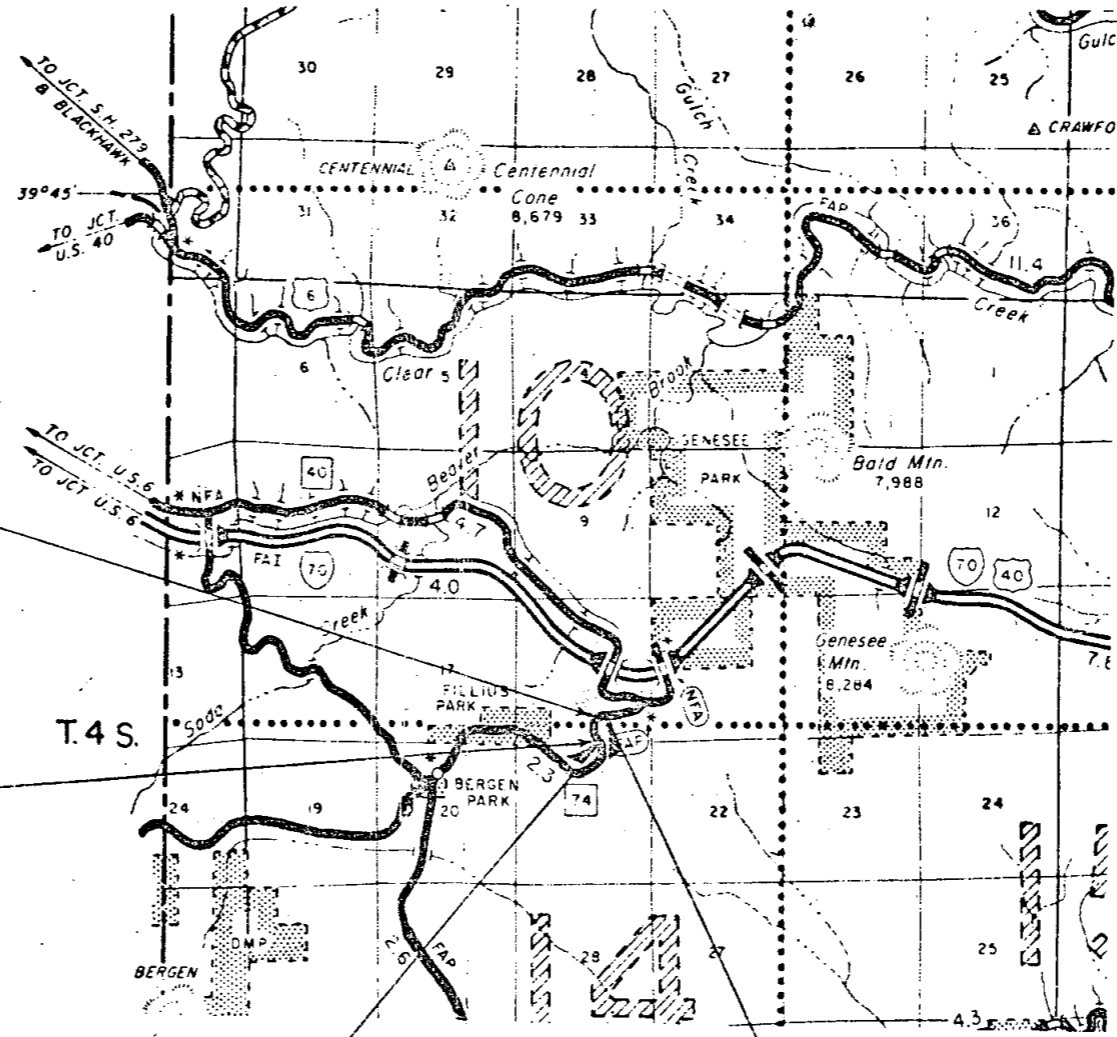 30
29
28
27
26
25
Gulch
Gulc
TO JCT S.H. 279
& BLACKHAWK
CRAWFO
CENTENNIAL
Centennial
Cone
8,679
Creek
39°45'
31
32
33
34
36
TO JCT.
U.S. 40
FAP
11.4
6
Creek
6
Clear
5
Brook
1
GENESEE
PARK
TO JCT. U.S.6
TO JCT U.S. 6
40
Beaver
Bald Mtn.
7,988
NFA
4.7
9
12
FAI
70
4.0
70
40
Creek
Genesee
Mtn.
8,284
13
17
FILLIUS
PARK
NFA
Soda
T.4 S.
2.3
74
BERGEN
PARK
24
19
20
22
23
24
DMP
FAP
2.6
28
27
25
BERGEN
14
4.3